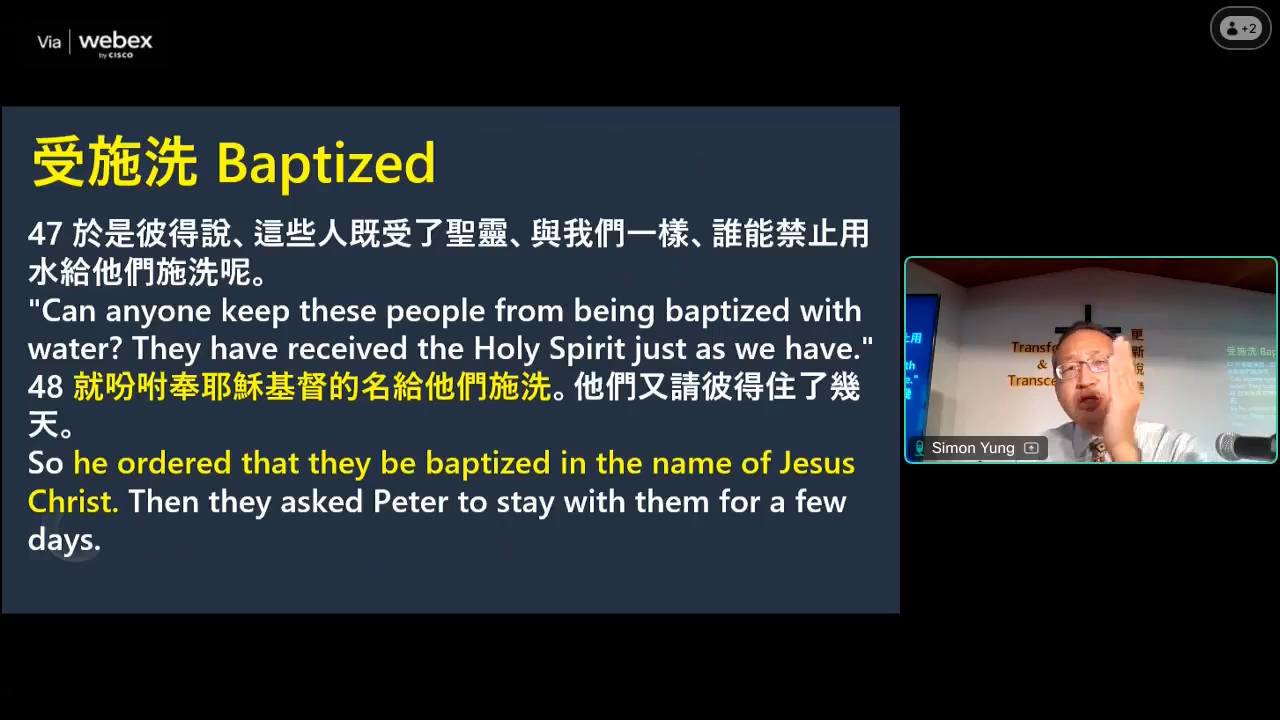 Via webex
by CISCO
+2
受施洗 Baptized
47 於是彼得說、這些人既受了聖靈、與我們一樣、誰能禁止用
水給他們施洗呢。
"Can anyone keep these people from being baptized with
water? They have received the Holy Spirit just as we have."
48 就吩咐奉耶穌基督的名給他們施洗。他們又請彼得住了幾
天。
So he ordered that they be baptized in the name of Jesus
Christ. Then they asked Peter to stay with them for a few
days.
&
更
新
Simon Yung